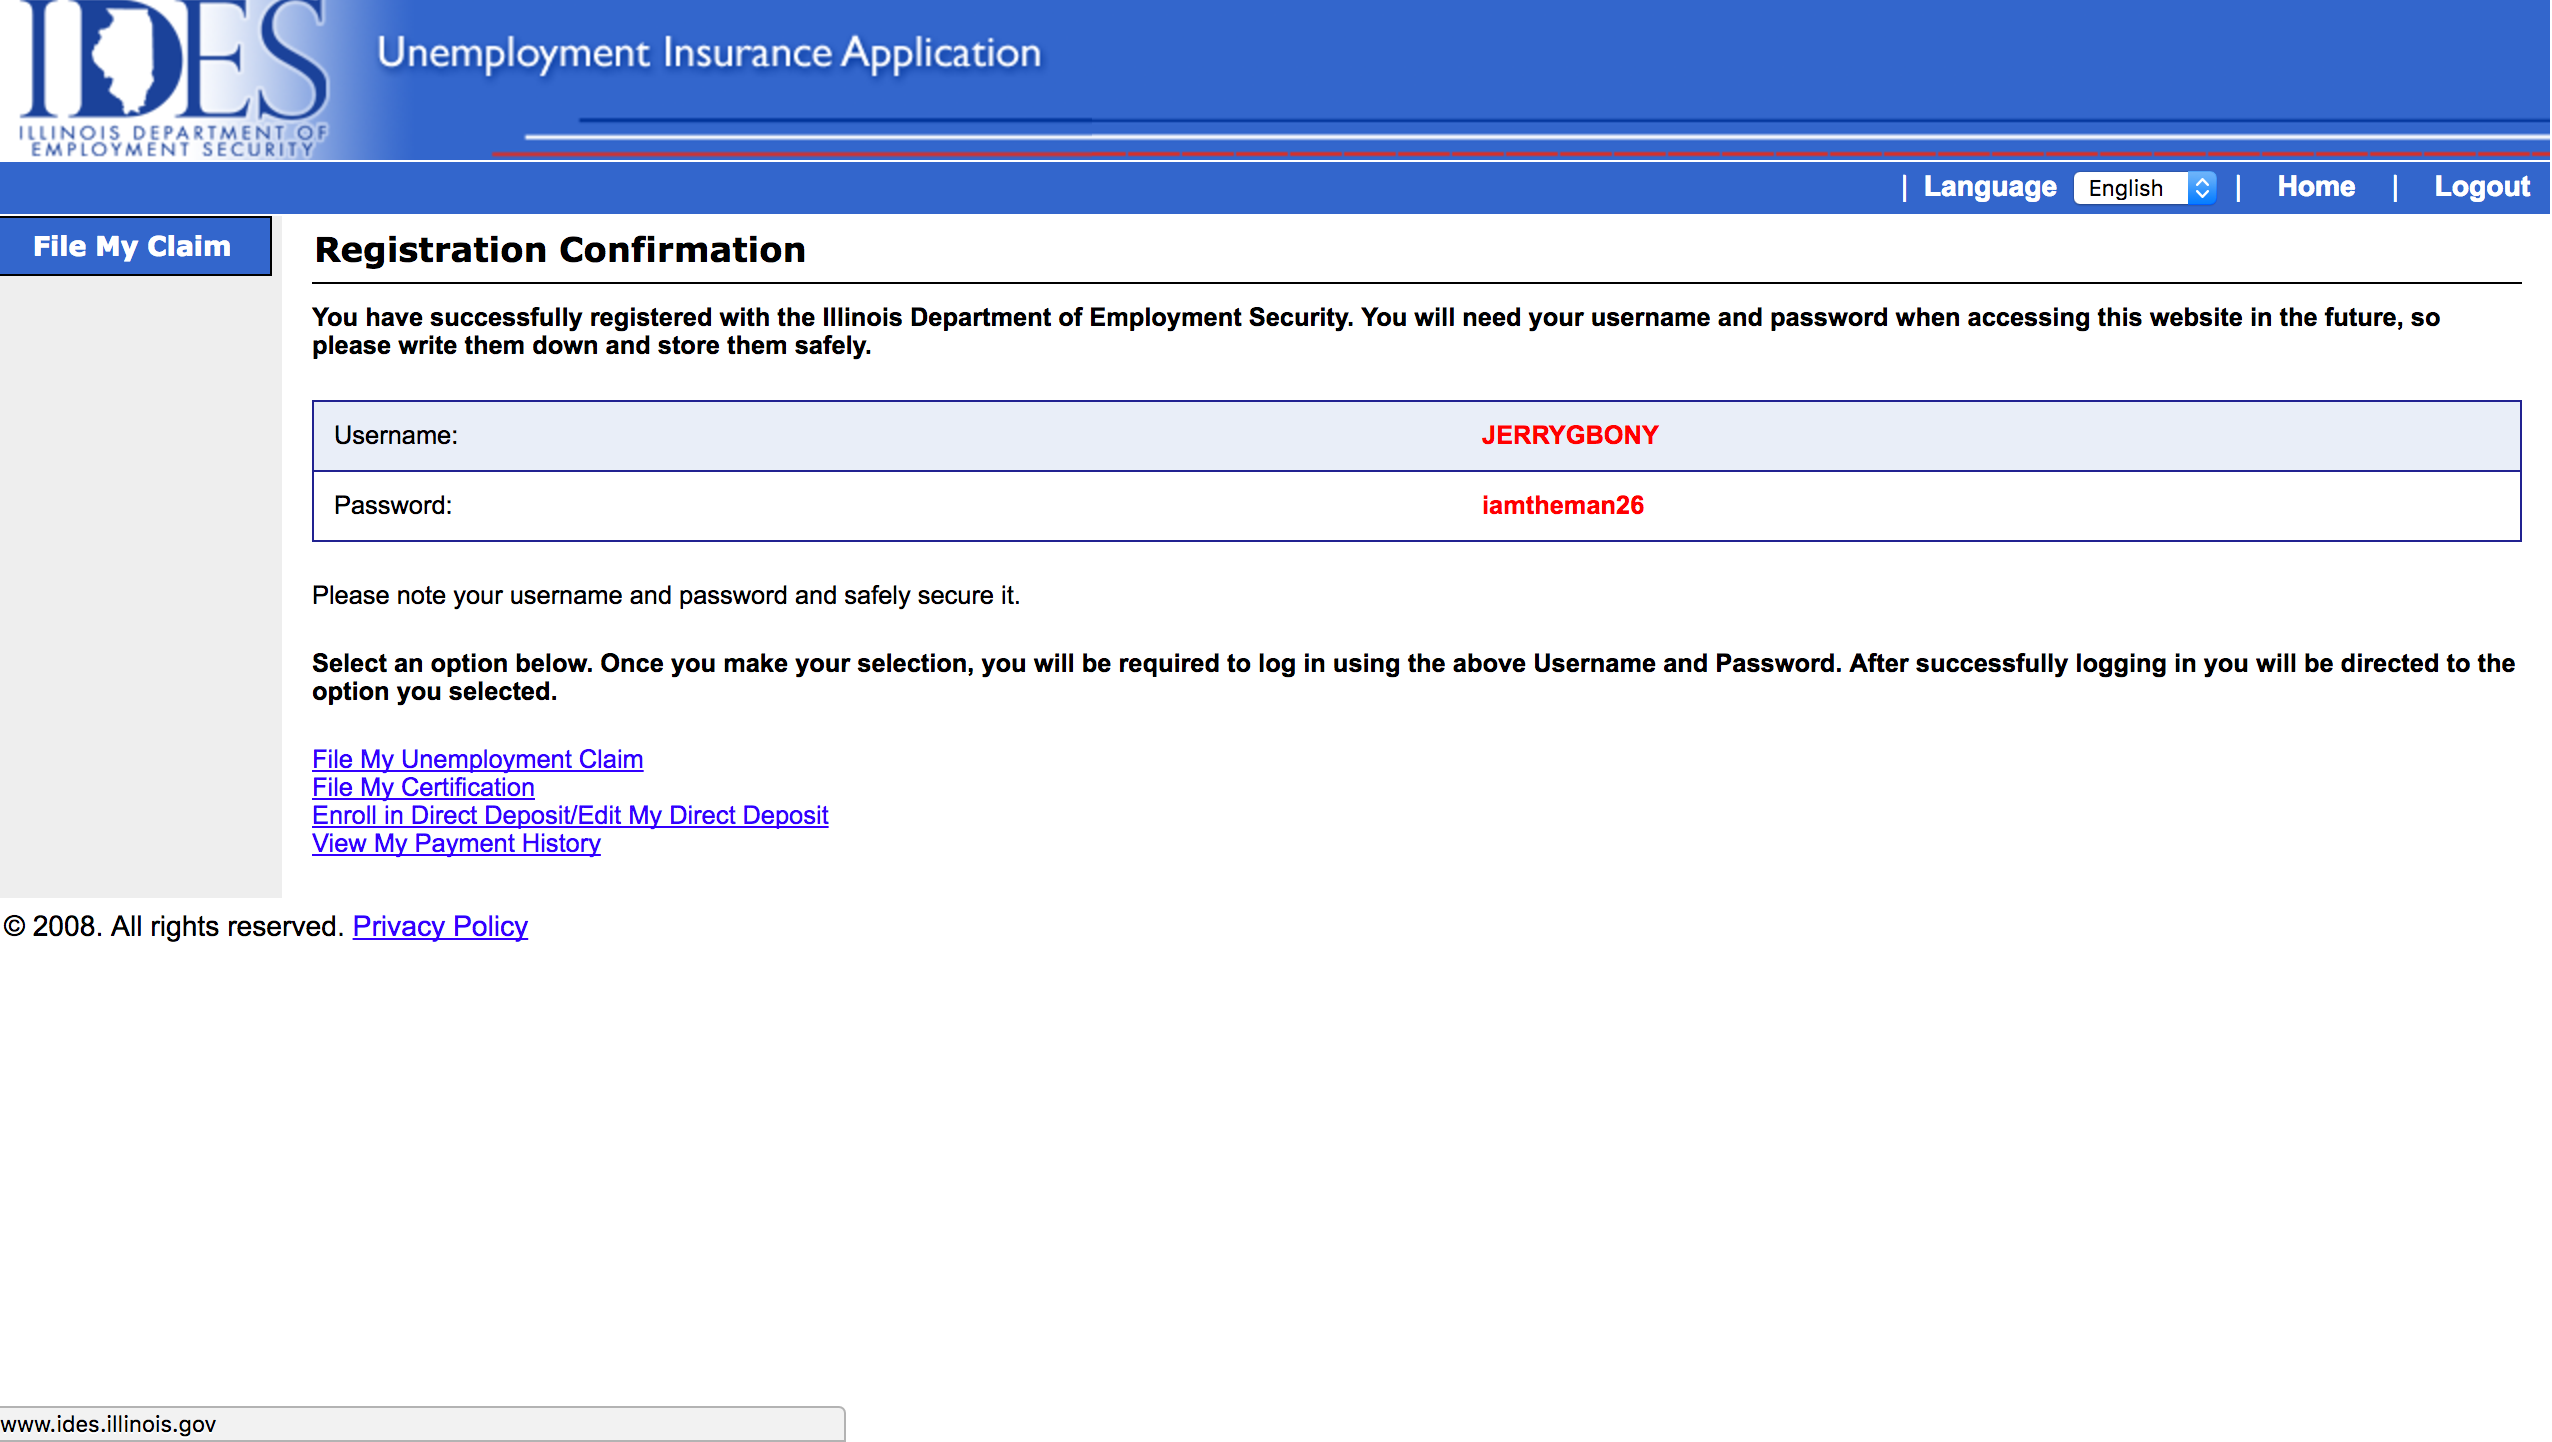 IDES
ILLINOIS DEPARTMENT OF
EMPLOYMENT SECURITY
Unemployment Insurance Application
| Language English | Home | Logout
File My Claim
Registration Confirmation
You have successfully registered with the Illinois Department of Employment Security. You will need your username and password when accessing this website in the future, so
please write them down and store them safely.
Username: JERRYGBONY
Password: iamtheman26
Please note your username and password and safely secure it.
Select an option below. Once you make your selection, you will be required to log in using the above Username and Password. After successfully logging in you will be directed to the
option you selected.
File My Unemployment Claim
File My Certification
Enroll in Direct Deposit/Edit My Direct Deposit
View My Payment History
© 2008. All rights reserved. Privacy Policy
www.ides.illinois.gov